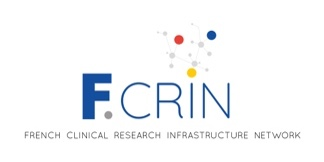 F.CRIN
FRENCH CLINICAL RESEARCH INFRASTRUCTURE NETWORK